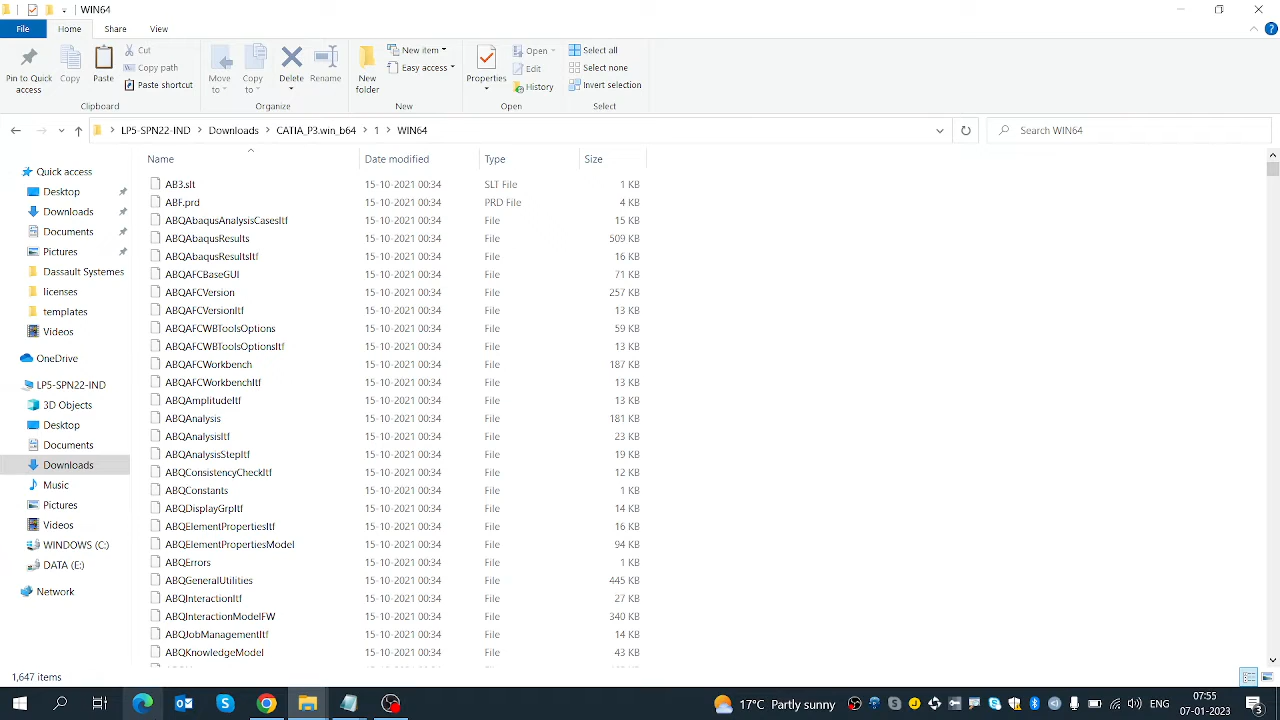 WIN64
File Home Share View
Pin to Quick access
Copy
Paste
Cut
Copy path
Paste shortcut
Clipboard
Move to
Copy to
Delete
Rename
Organize
New folder
New item
Easy access
New
Properties
Open
Edit
History
Open
Select all
Select none
Invert selection
Select
LP5-SPN22-IND > Downloads > CATIA_P3.win_b64 > 1 > WIN64
Search WIN64
Quick access
Desktop
Downloads
Documents
Pictures
Dassault Systemes
licenses
templates
Videos
OneDrive
LP5-SPN22-IND
3D Objects
Desktop
Documents
Downloads
Music
Pictures
Videos
WINDOWS (C:)
DATA (E:)
Network
Name Date modified Type Size
AB3.slt 15-10-2021 00:34 SLT File 1 KB
ABF.prd 15-10-2021 00:34 PRD File 4 KB
ABQAbaqusAnalysisCasesItf 15-10-2021 00:34 File 15 KB
ABQAbaqusResults 15-10-2021 00:34 File 509 KB
ABQAbaqusResultsItf 15-10-2021 00:34 File 16 KB
ABQAFCBaseGUI 15-10-2021 00:34 File 71 KB
ABQAFCVersion 15-10-2021 00:34 File 257 KB
ABQAFCVersionItf 15-10-2021 00:34 File 13 KB
ABQAFCWBToolsOptions 15-10-2021 00:34 File 59 KB
ABQAFCWBToolsOptionsItf 15-10-2021 00:34 File 13 KB
ABQAFCWorkbench 15-10-2021 00:34 File 187 KB
ABQAFCWorkbenchItf 15-10-2021 00:34 File 13 KB
ABQAmplitudeItf 15-10-2021 00:34 File 13 KB
ABQAnalysis 15-10-2021 00:34 File 181 KB
ABQAnalysisItf 15-10-2021 00:34 File 23 KB
ABQAnalysisStepItf 15-10-2021 00:34 File 19 KB
ABQConsistencyCheckItf 15-10-2021 00:34 File 12 KB
ABQConstants 15-10-2021 00:34 File 1 KB
ABQDisplayGrpItf 15-10-2021 00:34 File 14 KB
ABQElementPropertiesItf 15-10-2021 00:34 File 16 KB
ABQElementPropertiesModel 15-10-2021 00:34 File 94 KB
ABQErrors 15-10-2021 00:34 File 1 KB
ABQGeneralUtilities 15-10-2021 00:34 File 445 KB
ABQInteractionItf 15-10-2021 00:34 File 27 KB
ABQInteractionModelFW 15-10-2021 00:34 File 340 KB
ABQJobManagementItf 15-10-2021 00:34 File 14 KB
ABQKnowledgeModel 15-10-2021 00:34 File 43 KB
1,647 items
17°C Partly sunny
ENG
07:55
07-01-2023